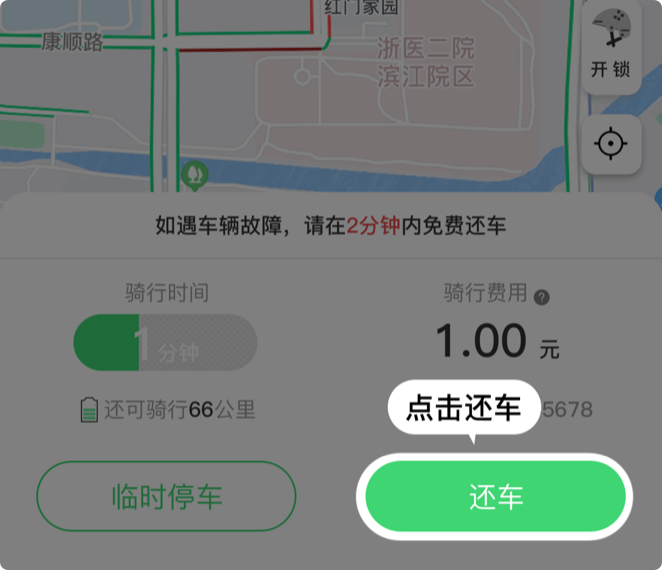 红门家园
康顺路
浙医二院
滨江院区
开锁
如遇车辆故障，请在2分钟内免费还车
骑行时间
骑行费用 ?
1分钟
1.00 元
还可骑行66公里
点击还车
5678
临时停车
还车